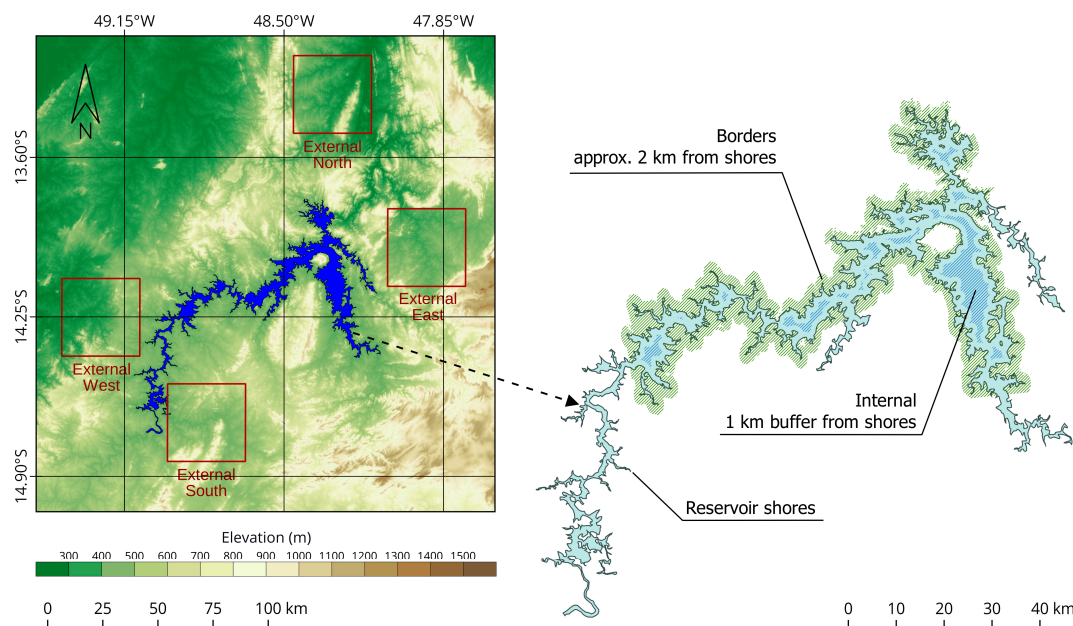 49.15°W 48.50°W 47.85°W
13.60°S
14.25°S
14.90°S
N
External
North
External
East
External
West
External
South
Elevation (m)
300 400 500 600 700 800 900 1000 1100 1200 1300 1400 1500
0 25 50 75 100 km
Borders
approx. 2 km from shores
Internal
1 km buffer from shores
Reservoir shores
0 10 20 30 40 km